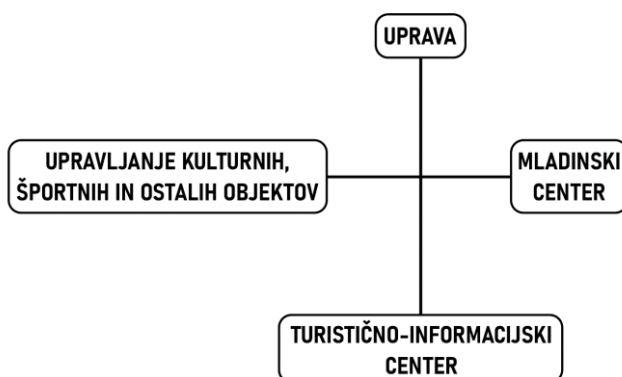 UPRAVA
UPRAVLJANJE KULTURNIH,
ŠPORTNIH IN OSTALIH OBJEKTOV
MLADINSKI
CENTER
TURISTIČNO-INFORMACIJSKI
CENTER